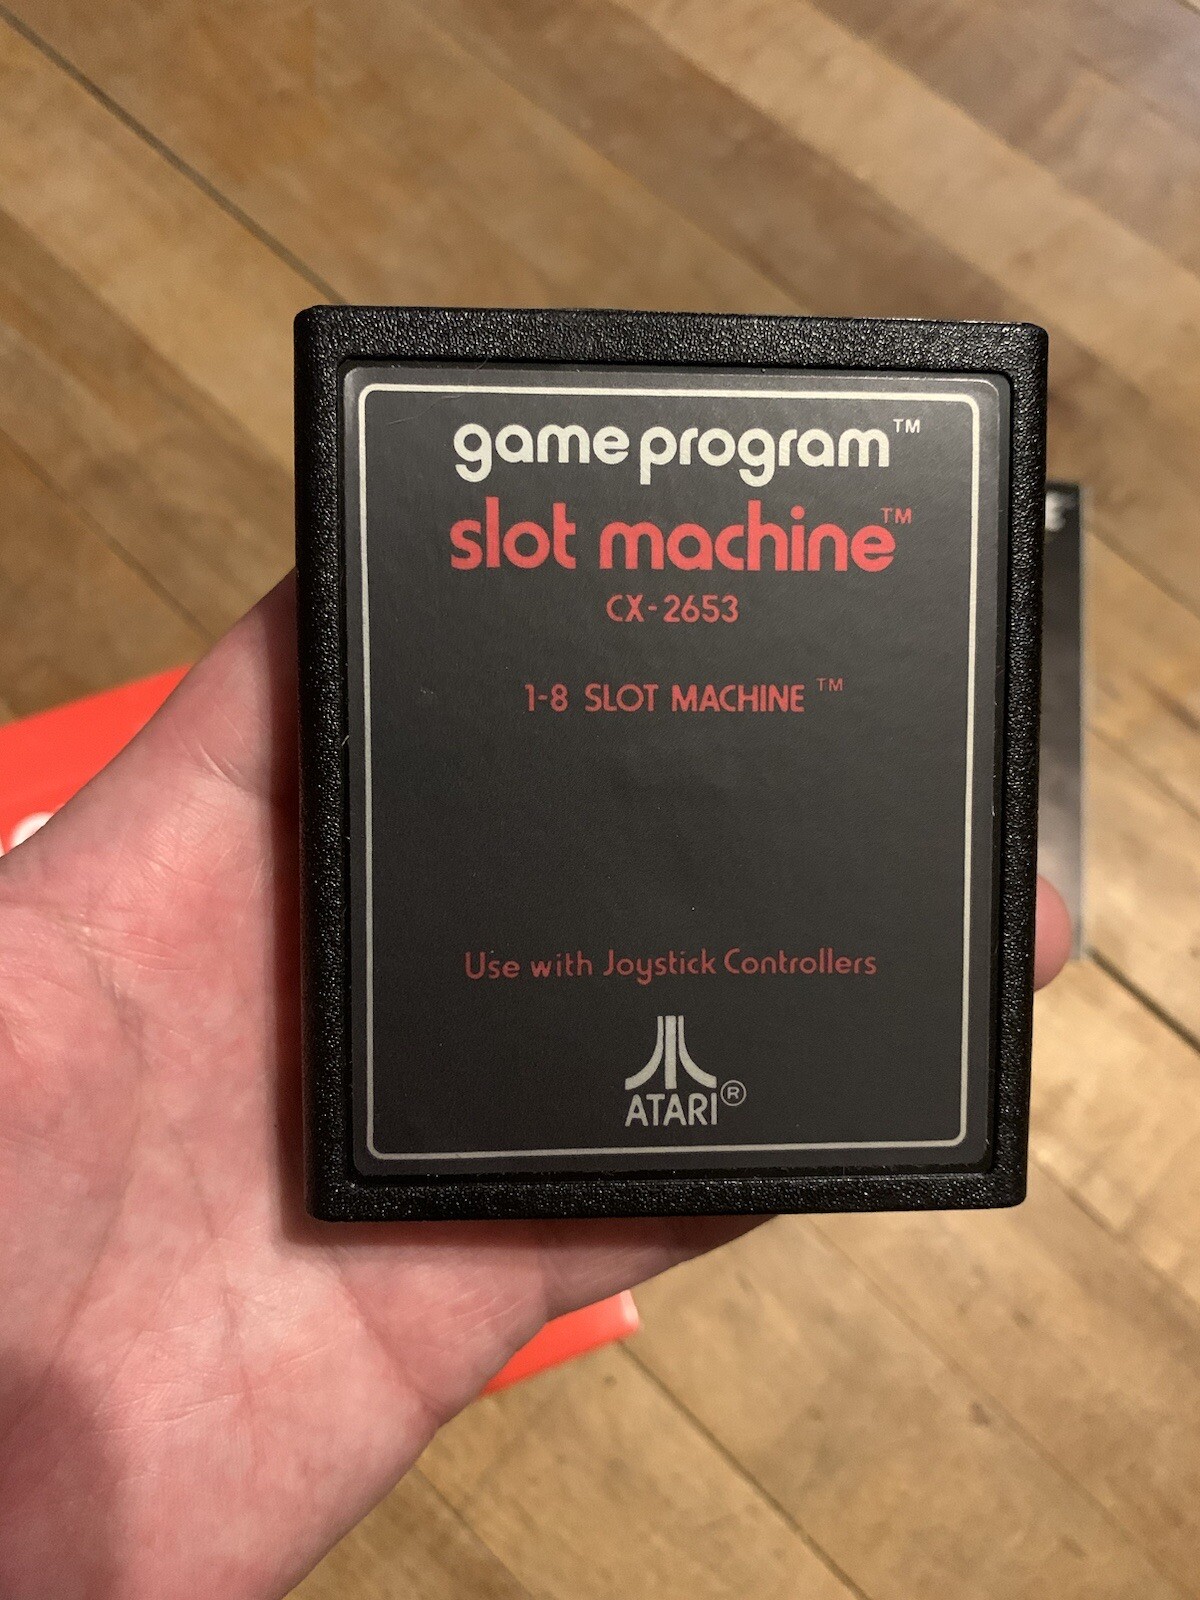 game program™
slot machine™
CX-2653
1-8 SLOT MACHINE™
Use with Joystick Controllers
ATARI®